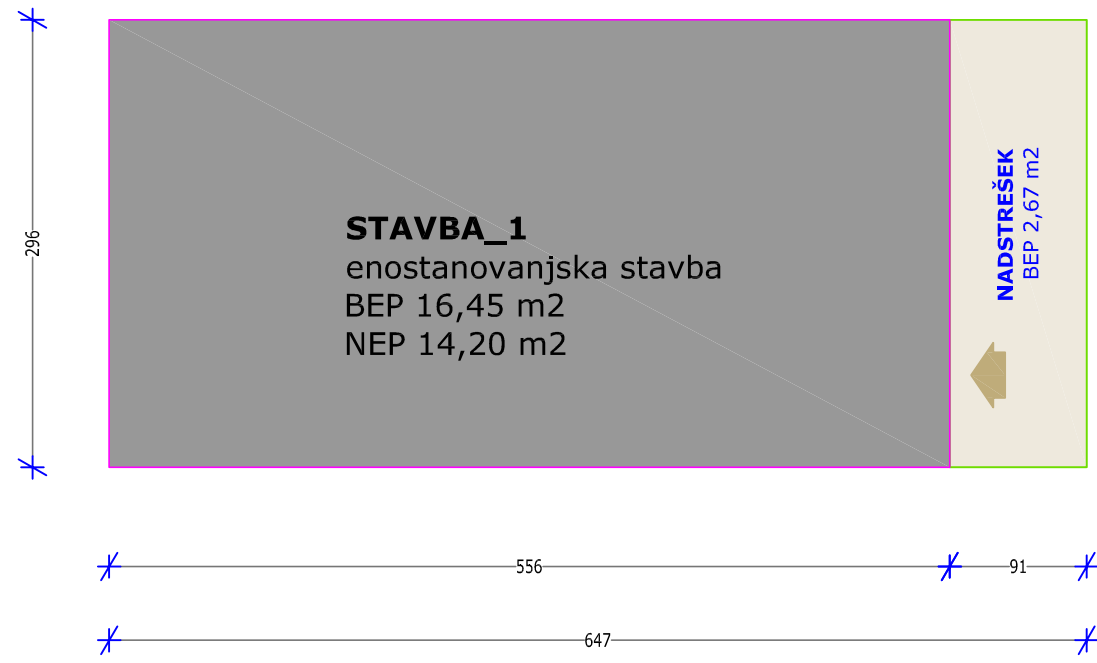 STAVBA_1
enostanovanjska stavba
BEP 16,45 m2
NEP 14,20 m2
NADSTREŠEK
BEP 2,67 m2
296
556
91
647